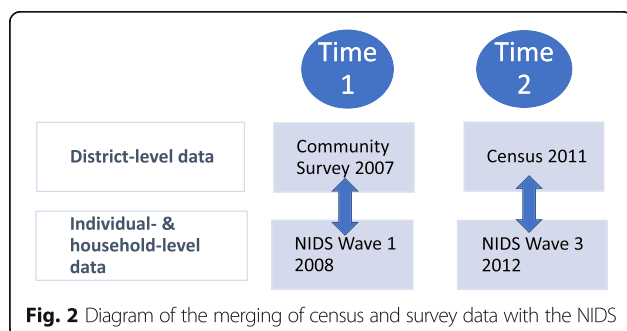 Time
1
Time
2
District-level data
Community
Survey 2007
Census 2011
Individual- &
household-level
data
NIDS Wave 1
2008
NIDS Wave 3
2012
Fig. 2 Diagram of the merging of census and survey data with the NIDS